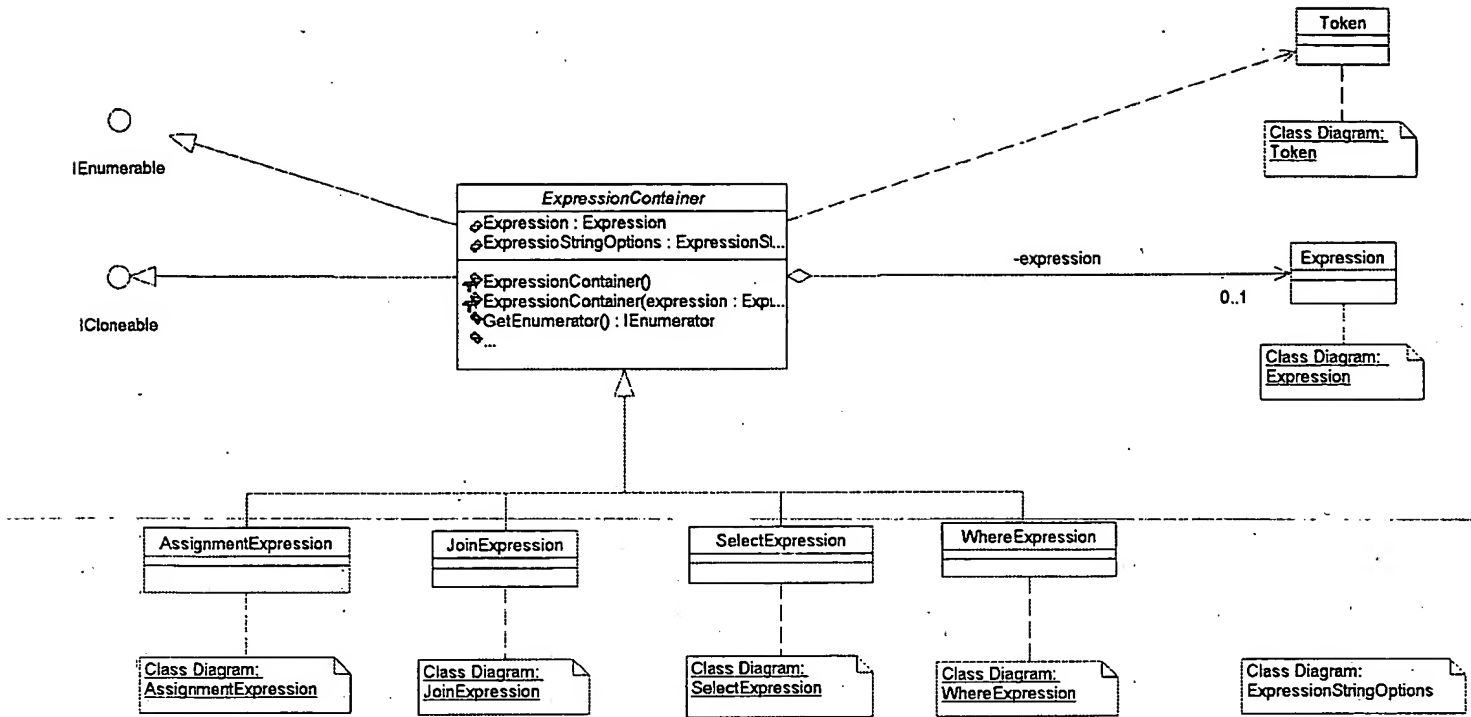 Token
Class Diagram:
Token
IEnumerable
ExpressionContainer
Expression : Expression
ExpressioStringOptions : ExpressionSt...
ICloneable
ExpressionContainer()
ExpressionContainer(expression : Expr...
GetEnumerator() : IEnumerator
...
-expression
0..1
Expression
Class Diagram:
Expression
AssignmentExpression
JoinExpression
SelectExpression
WhereExpression
Class Diagram:
AssignmentExpression
Class Diagram:
JoinExpression
Class Diagram:
SelectExpression
Class Diagram:
WhereExpression
Class Diagram:
ExpressionStringOptions